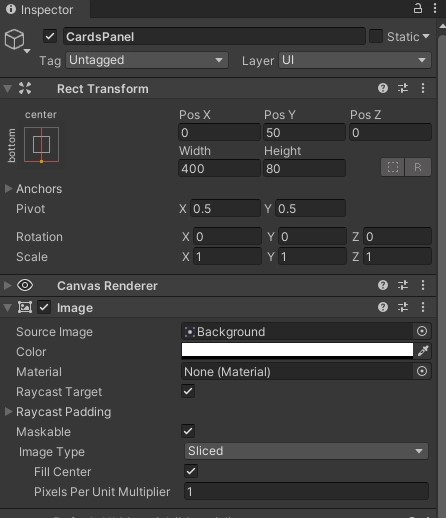 Inspector
CardsPanel Static
Tag Untagged Layer UI
Rect Transform
center
bottom
Pos X Pos Y Pos Z
0 50 0
Width Height
400 80
R
Anchors
Pivot X 0.5 Y 0.5
Rotation X 0 Y 0 Z 0
Scale X 1 Y 1 Z 1
Canvas Renderer
Image
Source Image Background
Color
Material None (Material)
Raycast Target
Raycast Padding
Maskable
Image Type Sliced
Fill Center
Pixels Per Unit Multiplier 1